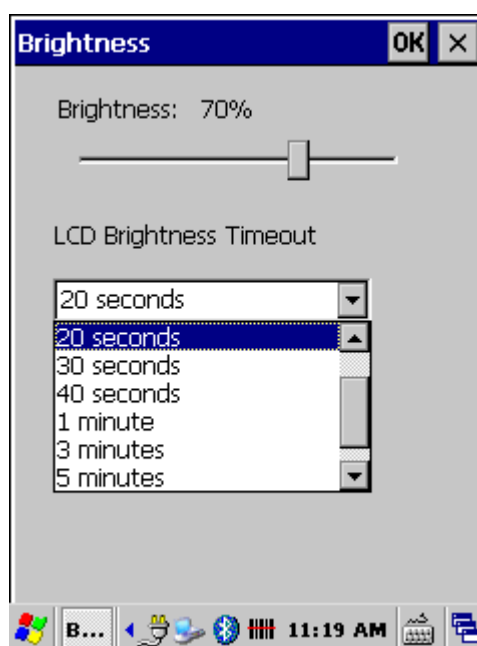 Brightness OK
Brightness: 70%
LCD Brightness Timeout
20 seconds
20 seconds
30 seconds
40 seconds
1 minute
3 minutes
5 minutes
B... 11:19 AM